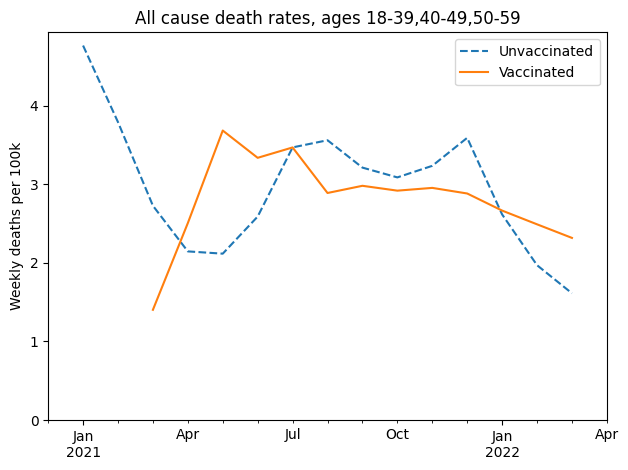 All cause death rates, ages 18-39,40-49,50-59
Unvaccinated
Vaccinated
Weekly deaths per 100k
4
3
2
1
0
Jan Apr Jul Oct Jan Apr
2021 2022